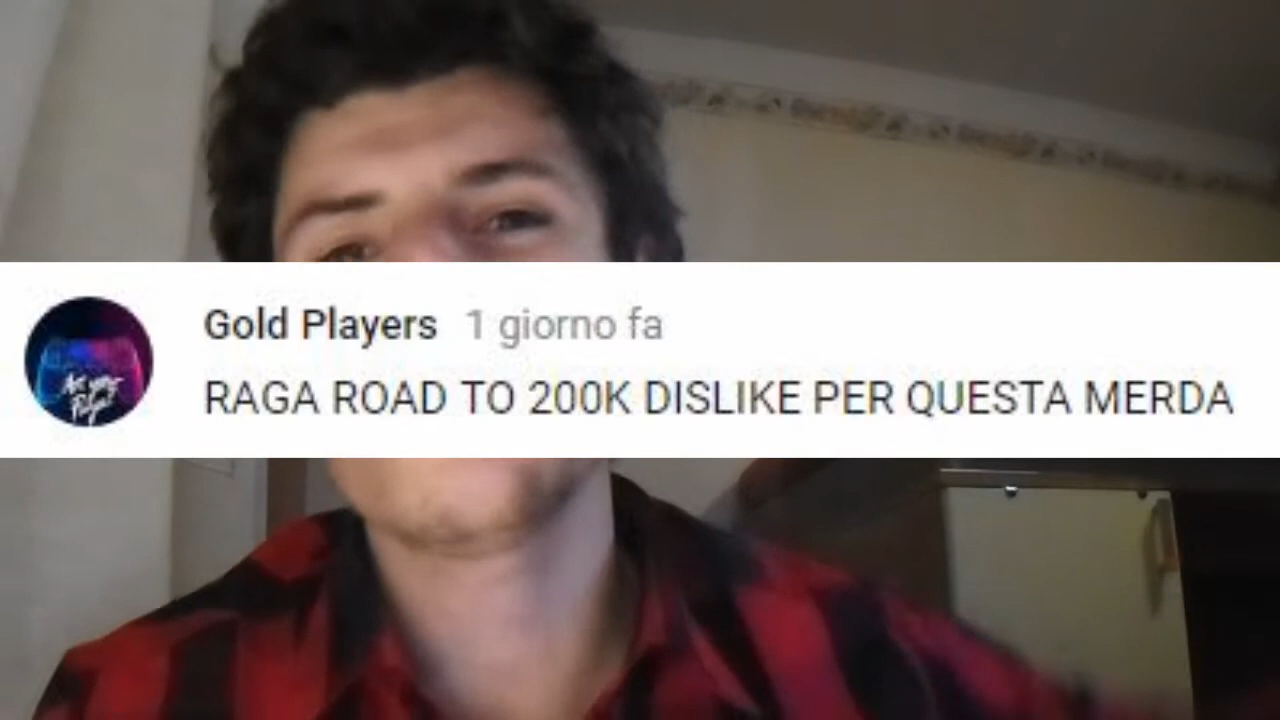 Gold Players 1 giorno fa
RAGA ROAD TO 200K DISLIKE PER QUESTA MERDA